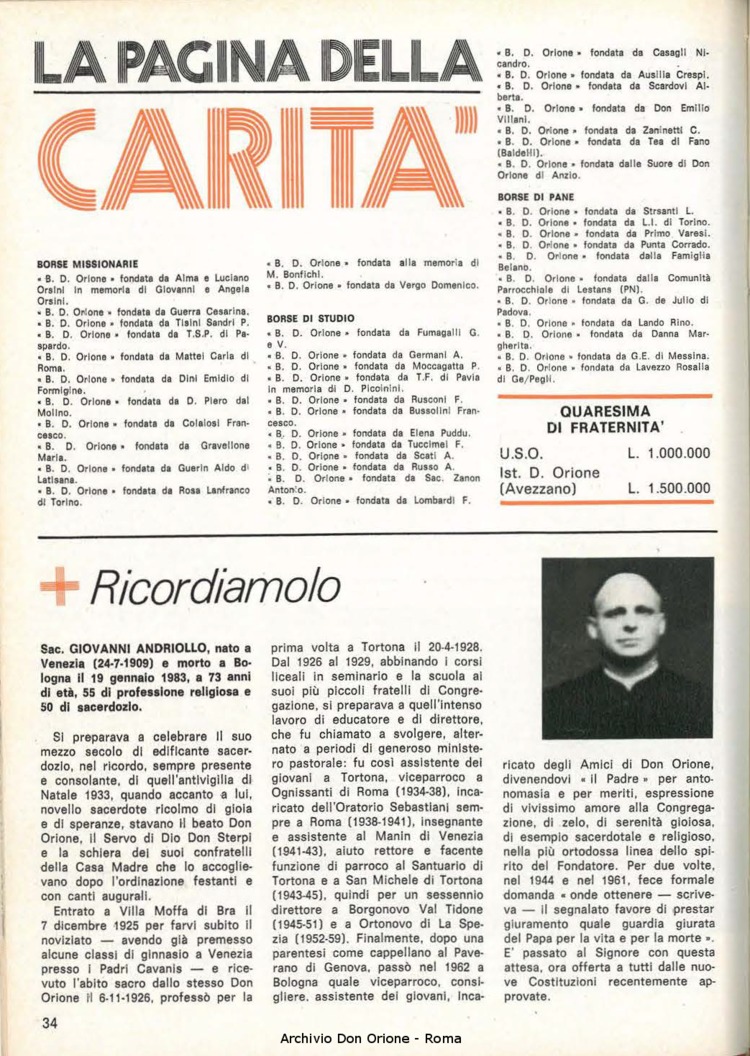 LA PAGINA DELLA
CARITA'
BORSE MISSIONARIE
« B. D. Orione » fondata da Alma e Luciano
Orsini in memoria di Giovanni e Angela
Orsini.
« B. D. Orione » fondata da Guerra Cesarina.
« B. D. Orione » fondata da Tisini Sandri P.
« B. D. Orione » fondata da T.S.P. di Pa-
spardo.
« B. D. Orione » fondata da Mattei Carla di
Roma.
« B. D. Orione » fondata da Dini Emidio di
Formigine.
« B. D. Orione » fondata da D. Piero dal
Molino.
« B. D. Orione » fondata da Colaiosi Fran-
cesco.
« B. D. Orione » fondata da Gravellone
Maria.
« B. D. Orione » fondata da Guerin Aldo di
Latisana.
« B. D. Orione » fondata da Rosa Lanfranco
di Torino.
« B. D. Orione » fondata alla memoria di
M. Bonfichi.
« B. D. Orione » fondata da Vergo Domenico.
BORSE DI STUDIO
« B. D. Orione » fondata da Fumagalli G.
e V.
« B. D. Orione » fondata da Germani A.
« B. D. Orione » fondata da Moccagatta P.
« B. D. Orione » fondata da T.F. di Pavia
in memoria di D. Piccinini.
« B. D. Orione » fondata da Rusconi F.
« B. D. Orione » fondata da Bussolini Fran-
cesco.
« B. D. Orione » fondata da Elena Puddu.
« B. D. Orione » fondata da Tuccimei F.
« B. D. Orione » fondata da Scati A.
« B. D. Orione » fondata da Russo A.
« B. D. Orione » fondata da Sac. Zanon
Antonio.
« B. D. Orione » fondata da Lombardi F.
« B. D. Orione » fondata da Casagli Ni-
candro.
« B. D. Orione » fondata da Ausilia Crespi.
« B. D. Orione » fondata da Scardovi Al-
berta.
« B. D. Orione » fondata da Don Emilio
Villani.
« B. D. Orione » fondata da Zaninetti C.
« B. D. Orione » fondata da Tea di Fano
(Baldelli).
« B. D. Orione » fondata dalle Suore di Don
Orione di Anzio.
BORSE DI PANE
« B. D. Orione » fondata da Strsanti L.
« B. D. Orione » fondata da L.I. di Torino.
« B. D. Orione » fondata da Primo Varesi.
« B. D. Orione » fondata da Punta Corrado.
« B. D. Orione » fondata dalla Famiglia
Belano.
« B. D. Orione » fondata dalla Comunità
Parrocchiale di Lestans (PN).
« B. D. Orione » fondata da G. de Julio di
Padova.
« B. D. Orione » fondata da Lando Rino.
« B. D. Orione » fondata da Danna Mar-
gherita.
« B. D. Orione » fondata da G.E. di Messina.
« B. D. Orione » fondata da Lavezzo Rosalia
di Ge/Pegli.
QUARESIMA
DI FRATERNITA'
U.S.O. L. 1.000.000
Ist. D. Orione
(Avezzano) L. 1.500.000
+ Ricordiamolo
Sac. GIOVANNI ANDRIOLLO, nato a
Venezia (24-7-1909) e morto a Bo-
logna il 19 gennaio 1983, a 73 anni
di età, 55 di professione religiosa e
50 di sacerdozio.
Si preparava a celebrare il suo
mezzo secolo di edificante sacer-
dozio, nel ricordo, sempre presente
e consolante, di quell'antivigilia di
Natale 1933, quando accanto a lui,
novello sacerdote ricolmo di gioia
e di speranze, stavano il beato Don
Orione, il Servo di Dio Don Sterpi
e la schiera dei suoi confratelli
della Casa Madre che lo accoglie-
vano dopo l'ordinazione festanti e
con canti augurali.
Entrato a Villa Moffa di Bra il
7 dicembre 1925 per farvi subito il
noviziato — avendo già premesso
alcune classi di ginnasio a Venezia
presso i Padri Cavanis — e rice-
vuto l'abito sacro dallo stesso Don
Orione il 6-11-1926, professò per la
prima volta a Tortona il 20-4-1928.
Dal 1926 al 1929, abbinando i corsi
liceali in seminario e la scuola ai
suoi più piccoli fratelli di Congre-
gazione, si preparava a quell'intenso
lavoro di educatore e di direttore,
che fu chiamato a svolgere, alter-
nato a periodi di generoso ministe-
ro pastorale: fu così assistente dei
giovani a Tortona, viceparroco a
Ognissanti di Roma (1934-38), inca-
ricato dell'Oratorio Sebastiani sem-
pre a Roma (1938-1941), insegnante
e assistente al Manin di Venezia
(1941-43), aiuto rettore e facente
funzione di parroco al Santuario di
Tortona e a San Michele di Tortona
(1943-45), quindi per un sessennio
direttore a Borgonovo Val Tidone
(1945-51) e a Ortonovo di La Spe-
zia (1952-59). Finalmente, dopo una
parentesi come cappellano al Pave-
rano di Genova, passò nel 1962 a
Bologna quale viceparroco, consi-
gliere, assistente dei giovani, inca-
ricato degli Amici di Don Orione,
divenendovi « il Padre » per anto-
nomasia e per meriti, espressione
di vivissimo amore alla Congrega-
zione, di zelo, di serenità gioiosa,
di esempio sacerdotale e religioso,
nella più ortodossa linea dello spi-
rito del Fondatore. Per due volte,
nel 1944 e nel 1961, fece formale
domanda « onde ottenere — scrive-
va — il segnalato favore di prestar
giuramento quale guardia giurata
del Papa per la vita e per la morte ».
E' passato al Signore con questa
attesa, ora offerta a tutti dalle nuo-
ve Costituzioni recentemente ap-
provate.
34
Archivio Don Orione - Roma